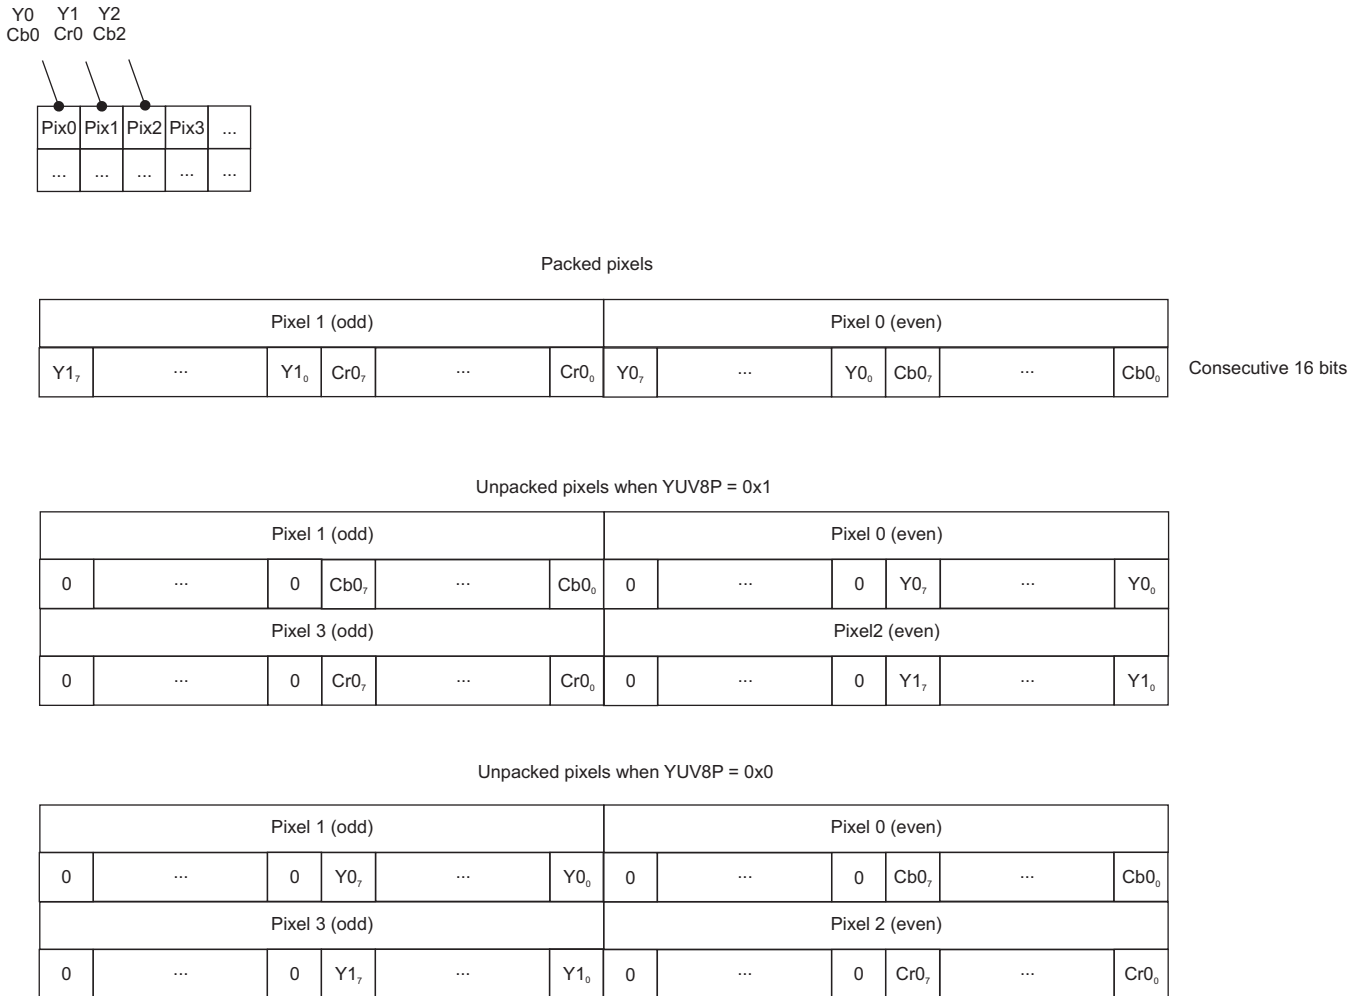 Y0 Y1 Y2
Cb0 Cr0 Cb2
Pix0 Pix1 Pix2 Pix3 ...
... ... ... ... ...
Packed pixels
Pixel 1 (odd) Pixel 0 (even)
Y1₇ ... Y1₀ Cr0₇ ... Cr0₀ Y0₇ ... Y0₀ Cb0₇ ... Cb0₀ Consecutive 16 bits
Unpacked pixels when YUV8P = 0x1
Pixel 1 (odd) Pixel 0 (even)
0 ... 0 Cb0₇ ... Cb0₀ 0 ... 0 Y0₇ ... Y0₀
Pixel 3 (odd) Pixel2 (even)
0 ... 0 Cr0₇ ... Cr0₀ 0 ... 0 Y1₇ ... Y1₀
Unpacked pixels when YUV8P = 0x0
Pixel 1 (odd) Pixel 0 (even)
0 ... 0 Y0₇ ... Y0₀ 0 ... 0 Cb0₇ ... Cb0₀
Pixel 3 (odd) Pixel 2 (even)
0 ... 0 Y1₇ ... Y1₀ 0 ... 0 Cr0₇ ... Cr0₀